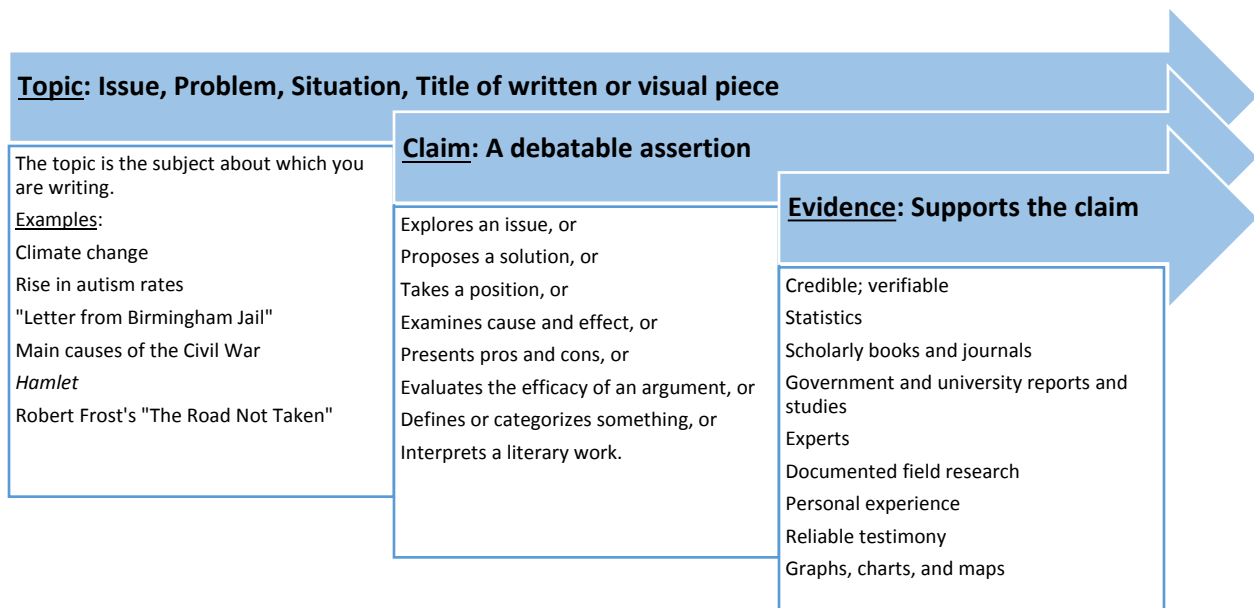 Topic: Issue, Problem, Situation, Title of written or visual piece
The topic is the subject about which you
are writing.
Examples:
Climate change
Rise in autism rates
"Letter from Birmingham Jail"
Main causes of the Civil War
Hamlet
Robert Frost's "The Road Not Taken"
Claim: A debatable assertion
Explores an issue, or
Proposes a solution, or
Takes a position, or
Examines cause and effect, or
Presents pros and cons, or
Evaluates the efficacy of an argument, or
Defines or categorizes something, or
Interprets a literary work.
Evidence: Supports the claim
Credible; verifiable
Statistics
Scholarly books and journals
Government and university reports and
studies
Experts
Documented field research
Personal experience
Reliable testimony
Graphs, charts, and maps